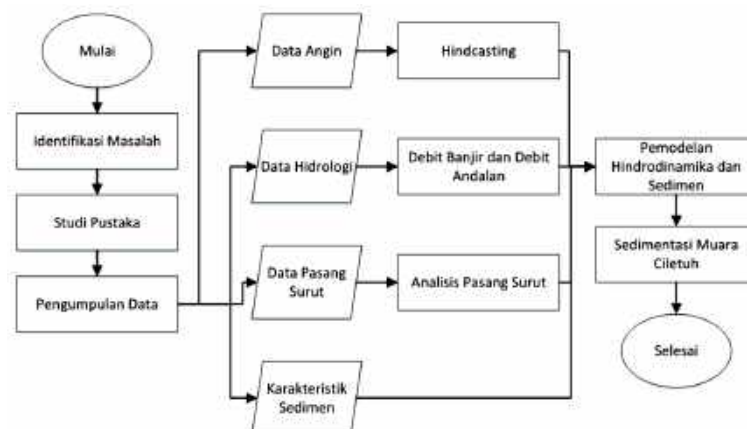 Mulai
Identifikasi Masalah
Studi Pustaka
Pengumpulan Data
Data Angin
Hindcasting
Data Hidrologi
Debit Banjir dan Debit
Andalan
Data Pasang
Surut
Analisis Pasang Surut
Karakteristik
Sedimen
Pemodelan
Hindrodinamika dan
Sedimen
Sedimentasi Muara
Ciletuh
Selesai